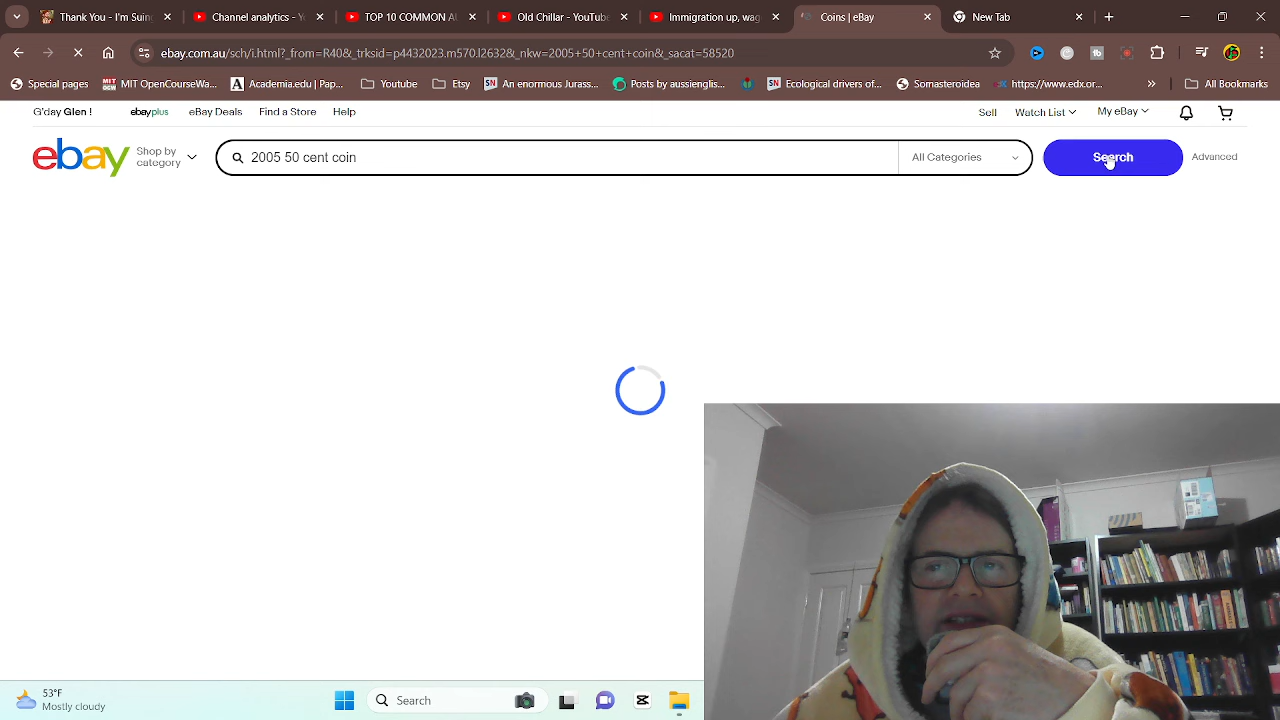 Thank You - I'm Suing
Channel analytics - Y
TOP 10 COMMON AU
Old Chillar - YouTube
Immigration up, wag
Coins | eBay
New Tab
ebay.com.au/sch/i.html?_from=R40&_trksid=p4432023.m570.l2632&_nkw=2005+50+cent+coin&_sacat=58520
Special pages
MIT OpenCourseWa...
Academia.edu | Pap...
Youtube
Etsy
An enormous Jurass...
Posts by aussienglis...
Ecological drivers of...
Somasteroidea
https://www.edx.or...
All Bookmarks
G'day Glen !
ebayplus
eBay Deals
Find a Store
Help
Sell
Watch List
My eBay
ebay
Shop by
category
2005 50 cent coin
All Categories
Search
Advanced
53°F
Mostly cloudy
Search